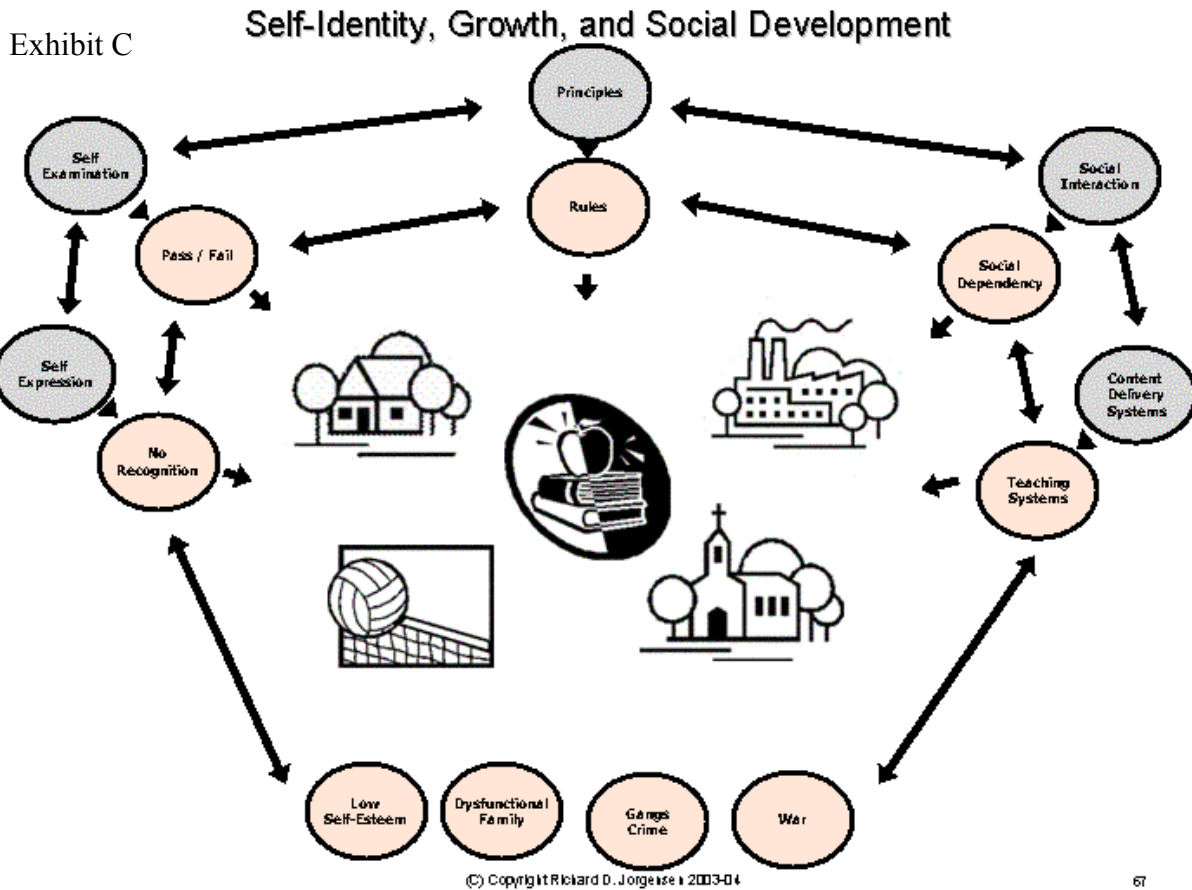 Self-Identity, Growth, and Social Development
Exhibit C
Principles
Self
Examination
Social
Interaction
Rules
Pass / Fail
Social
Dependency
Self
Expression
Content
Delivery
Systems
No
Recognition
Teaching
Systems
Low
Self-Esteem
Dysfunctional
Family
Gangs
Crime
War
(C) Copyright Richard D. Jorgensen 2003-04
67